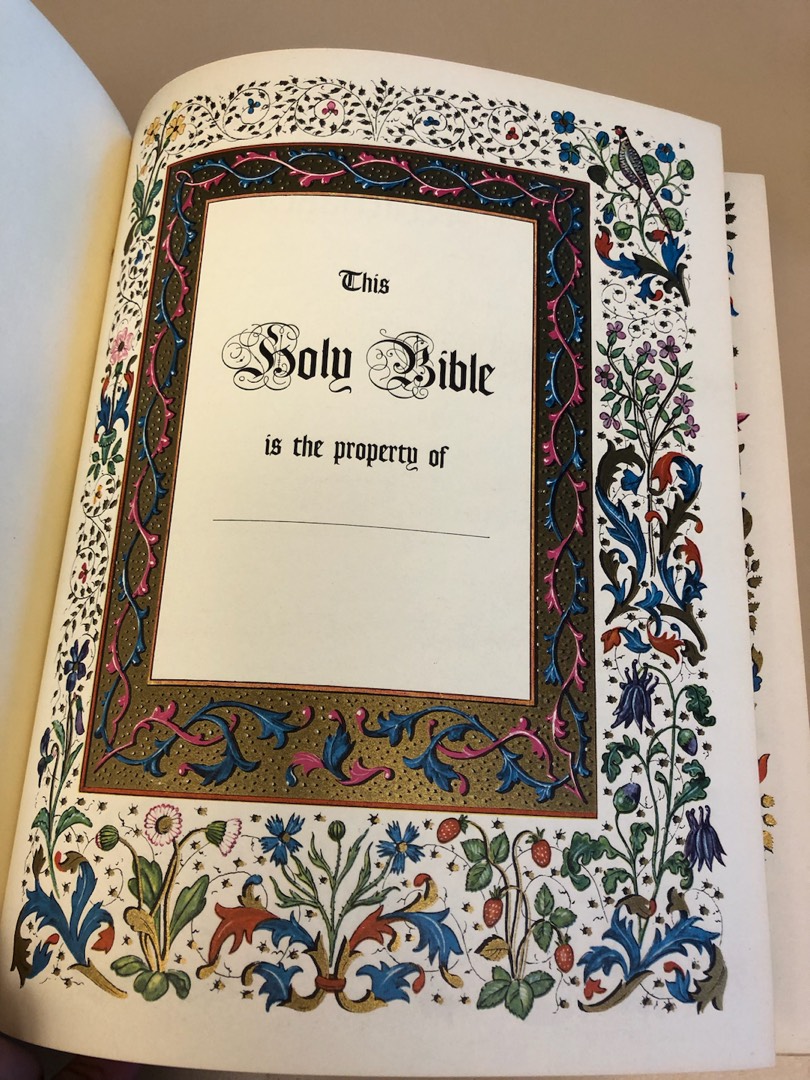 This
Holy Bible
is the property of